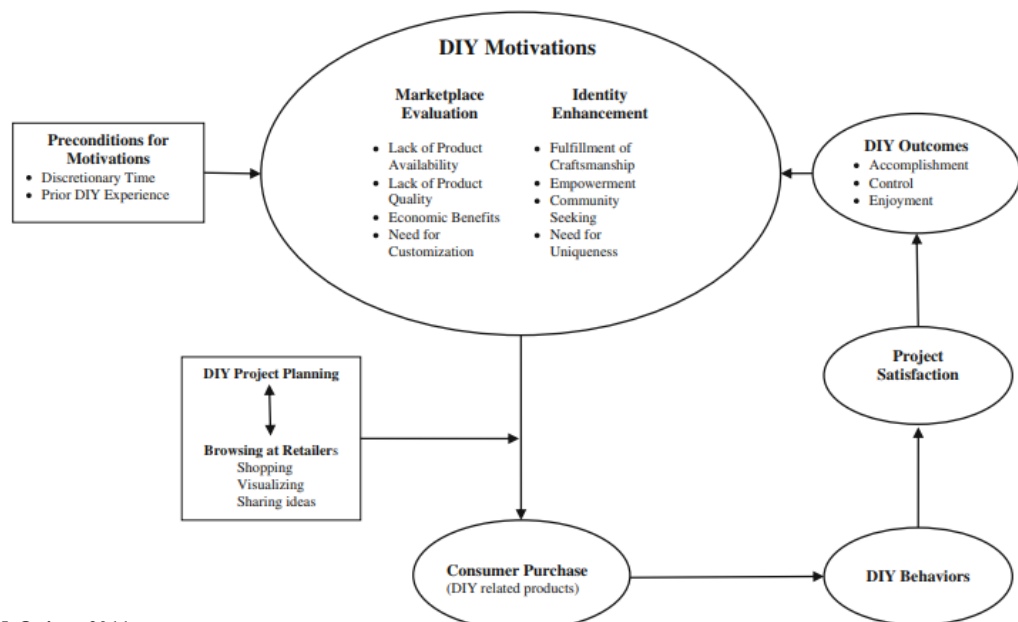 DIY Motivations
Marketplace
Evaluation
• Lack of Product
Availability
• Lack of Product
Quality
• Economic Benefits
• Need for
Customization
Identity
Enhancement
• Fulfillment of
Craftsmanship
• Empowerment
• Community
Seeking
• Need for
Uniqueness
Preconditions for
Motivations
• Discretionary Time
• Prior DIY Experience
DIY Outcomes
• Accomplishment
• Control
• Enjoyment
DIY Project Planning
Browsing at Retailers
Shopping
Visualizing
Sharing ideas
Project
Satisfaction
Consumer Purchase
(DIY related products)
DIY Behaviors